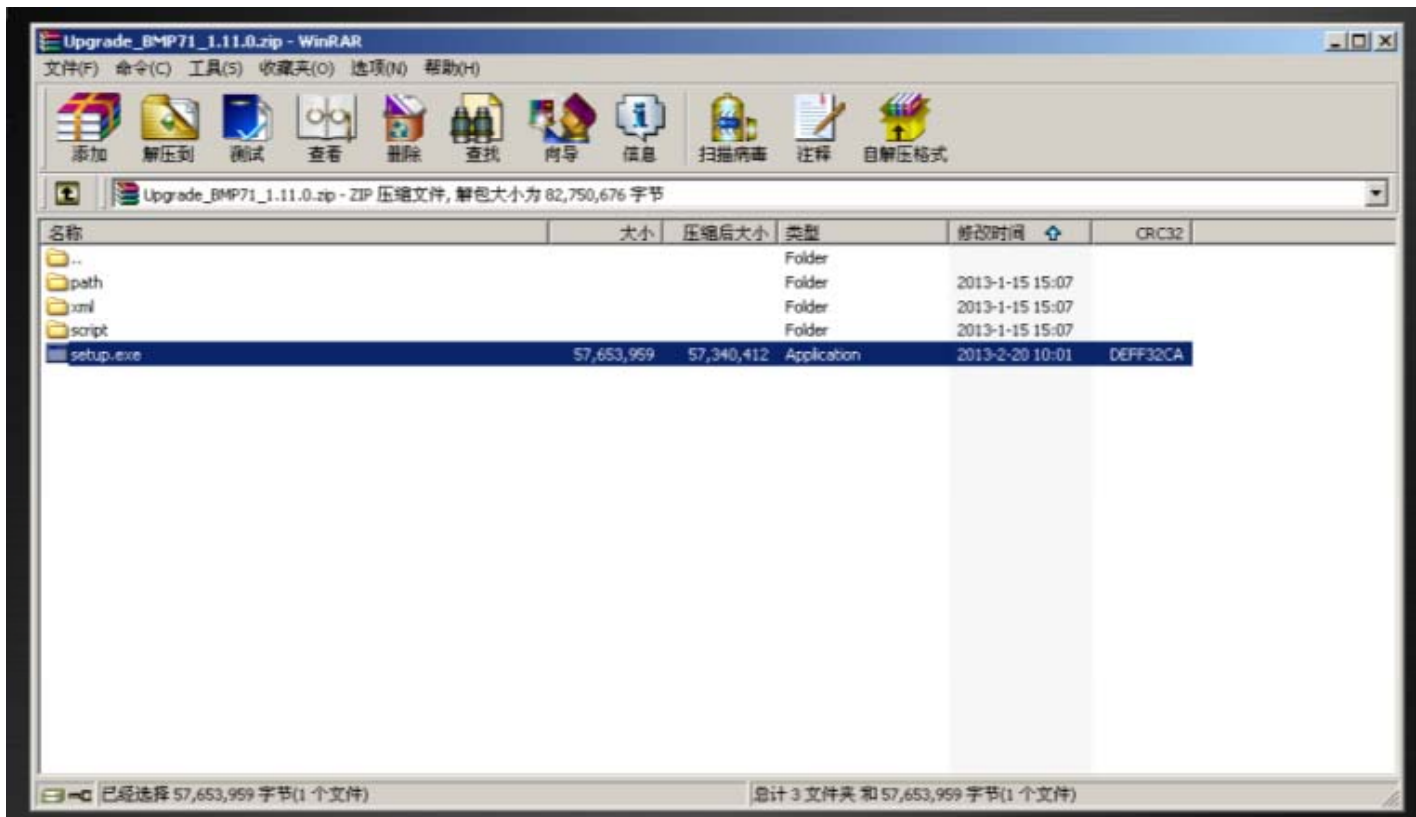 Upgrade_BMP71_1.11.0.zip - WinRAR
文件(F) 命令(C) 工具(S) 收藏夹(O) 选项(N) 帮助(H)
添加 解压到 测试 查看 删除 查找 向导 信息 扫描病毒 注释 自解压格式
Upgrade_BMP71_1.11.0.zip - ZIP 压缩文件, 解包大小为 82,750,676 字节
名称 大小 压缩后大小 类型 修改时间 CRC32
.. Folder
path Folder 2013-1-15 15:07
xml Folder 2013-1-15 15:07
script Folder 2013-1-15 15:07
setup.exe 57,653,959 57,340,412 Application 2013-2-20 10:01 DEFF32CA
已经选择 57,653,959 字节(1 个文件) 总计 3 文件夹 和 57,653,959 字节(1 个文件)